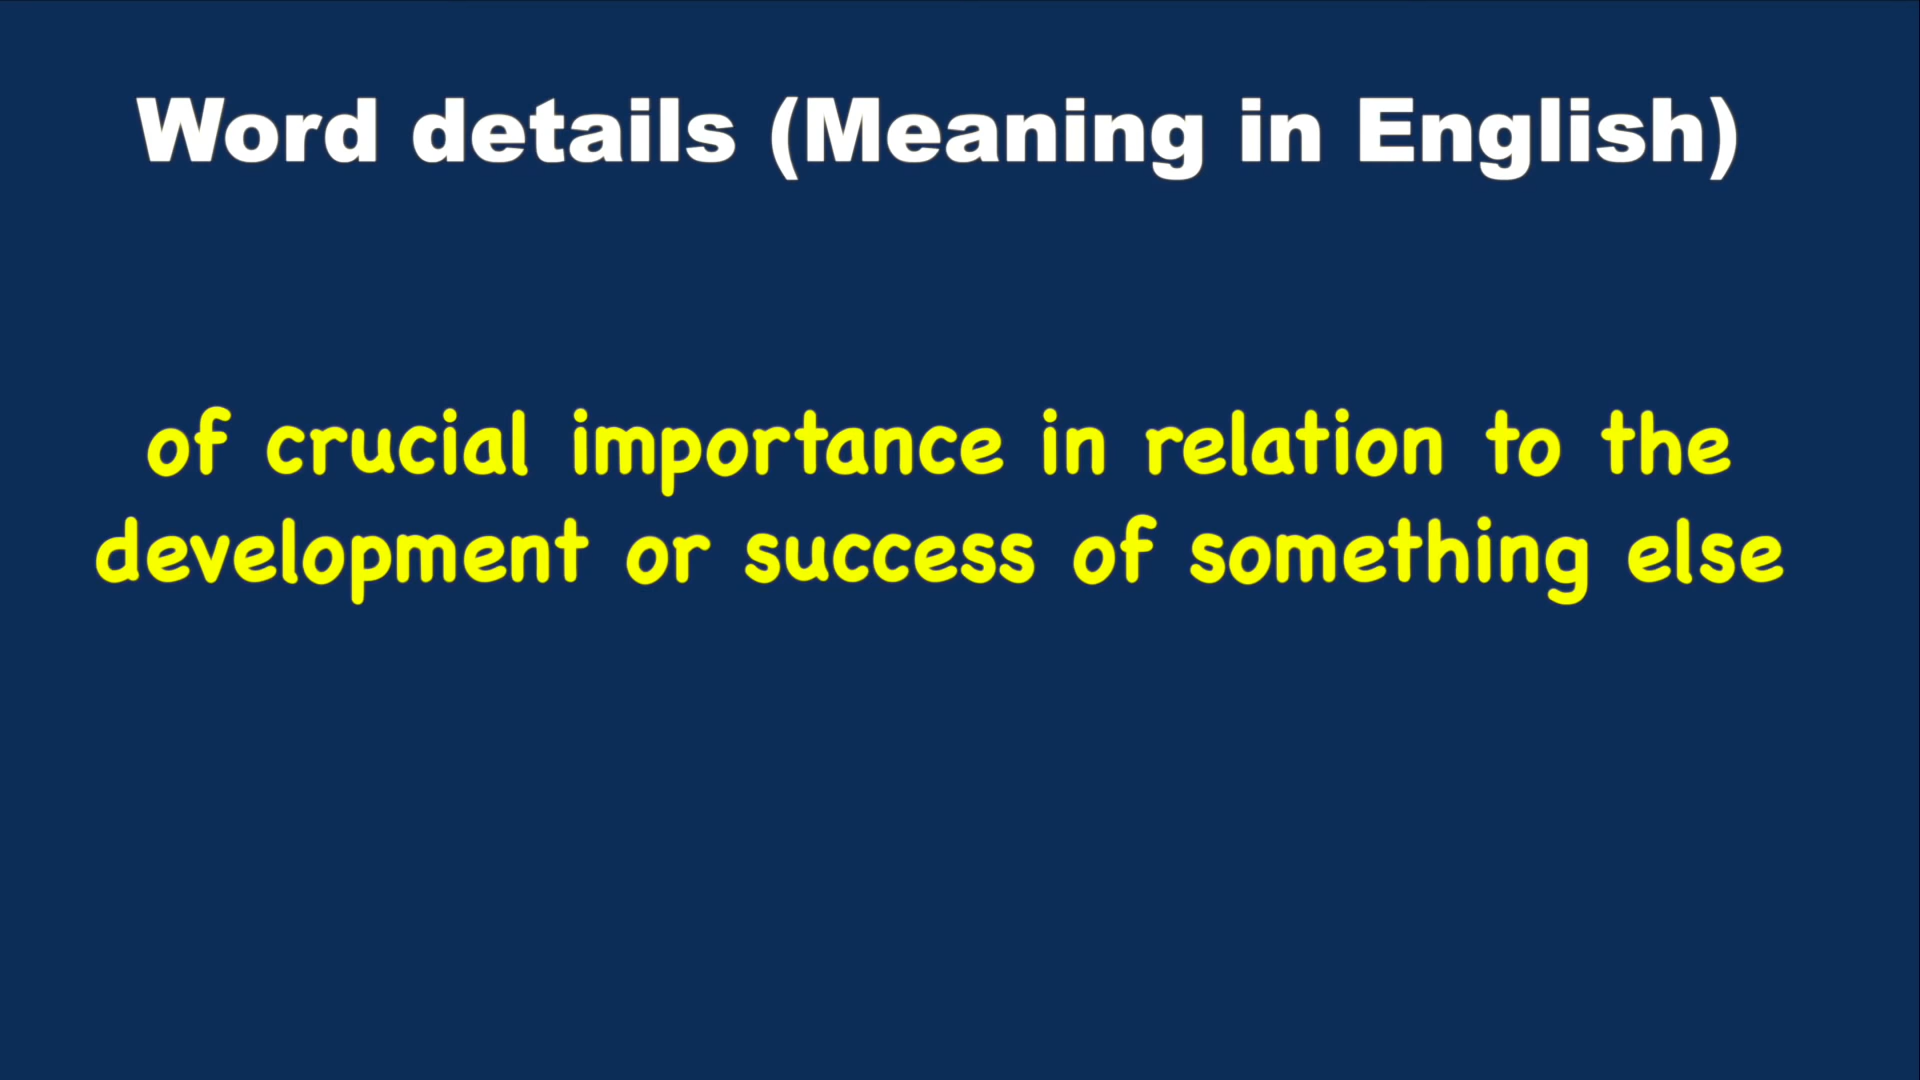 Word details (Meaning in English)
of crucial importance in relation to the
development or success of something else